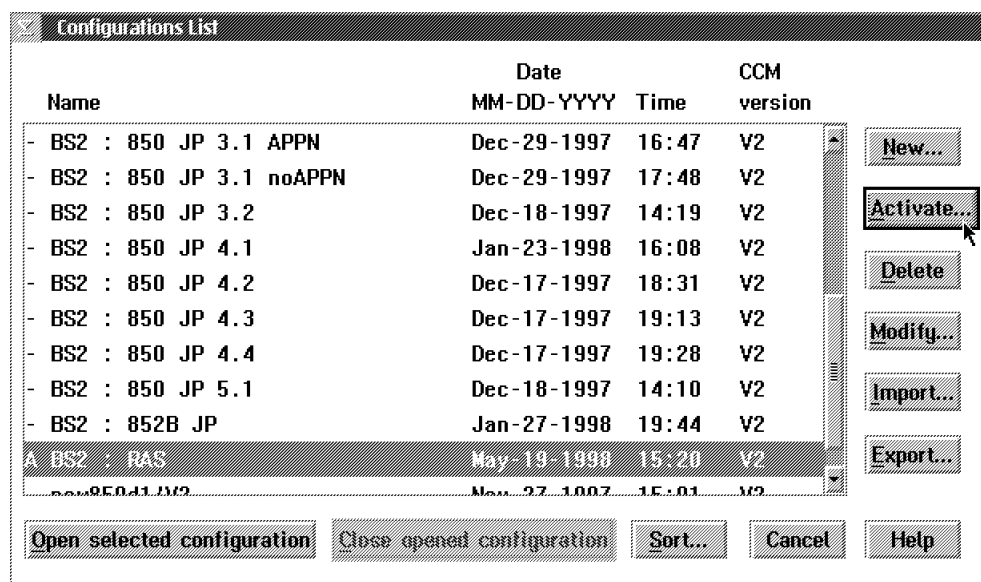 Configurations List
Date CCM
Name MM-DD-YYYY Time version
- BS2 : 850 JP 3.1 APPN Dec-29-1997 16:47 V2
- BS2 : 850 JP 3.1 noAPPN Dec-29-1997 17:48 V2
- BS2 : 850 JP 3.2 Dec-18-1997 14:19 V2
- BS2 : 850 JP 4.1 Jan-23-1998 16:08 V2
- BS2 : 850 JP 4.2 Dec-17-1997 18:31 V2
- BS2 : 850 JP 4.3 Dec-17-1997 19:13 V2
- BS2 : 850 JP 4.4 Dec-17-1997 19:28 V2
- BS2 : 850 JP 5.1 Dec-18-1997 14:10 V2
- BS2 : 852B JP Jan-27-1998 19:44 V2
A BS2 : RAS May-19-1998 15:20 V2
Nov 27 1997 15:01 V2
New...
Activate...
Delete
Modify...
Import...
Export...
Open selected configuration Close opened configuration Sort... Cancel Help